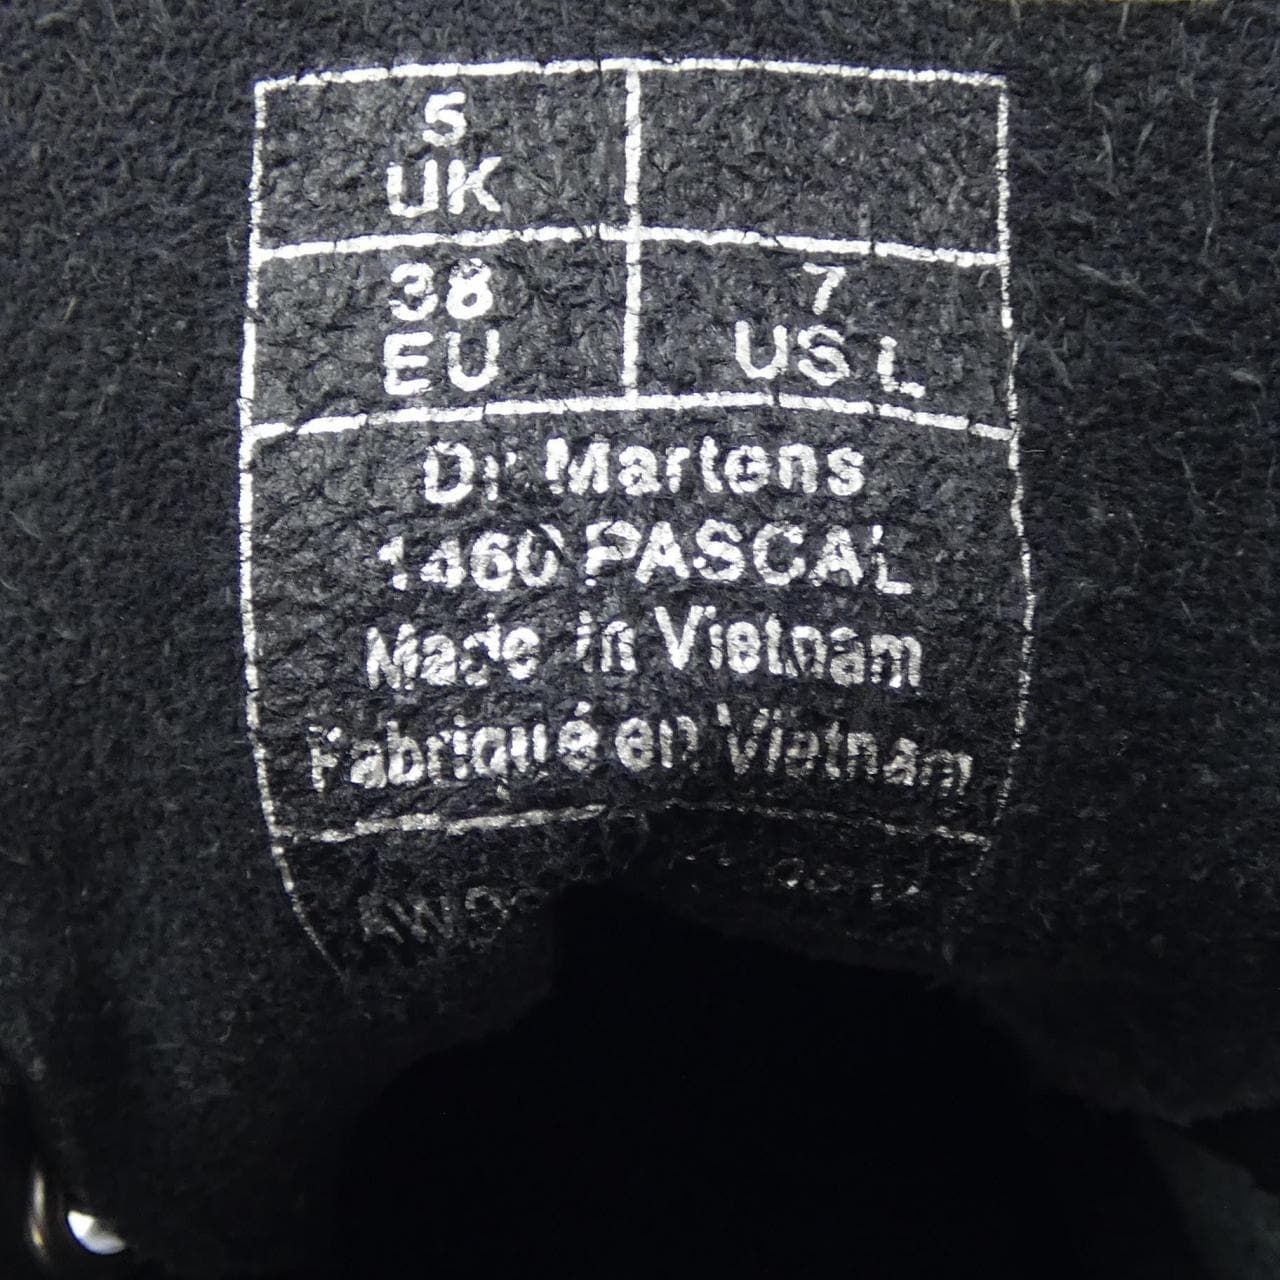 5
UK
38
EU
7
US L
Dr Martens
1460 PASCAL
Made in Vietnam
Fabriqué en Vietnam